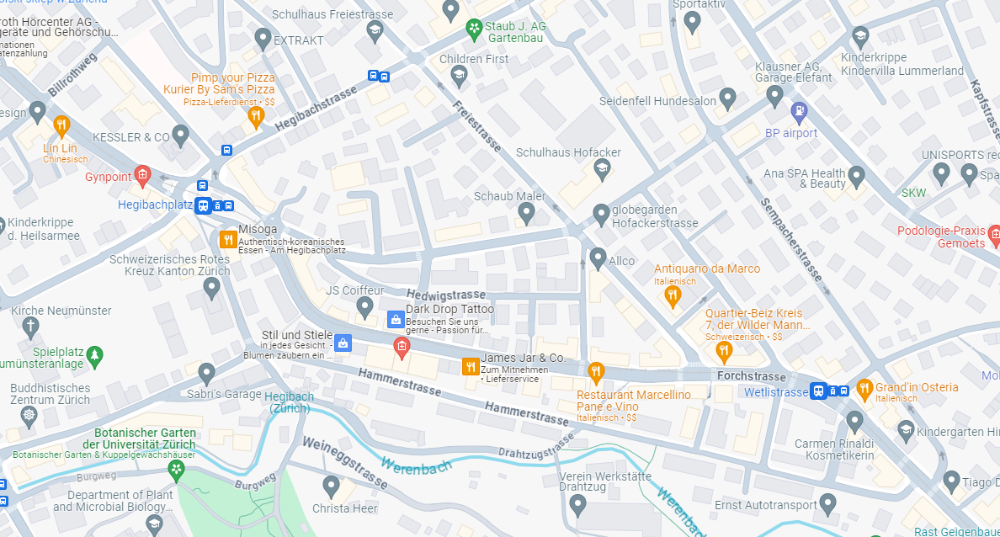 Sportaktiv
Schulhaus Freiestrasse
Hörcenter AG -
geräte und Gehörschu...
EXTRAKT
Staub J. AG
Gartenbau
Children First
Kinderkrippe
Kindervilla Lummerland
Klausner AG,
Garage Elefant
Billrothweg
Pimp your Pizza
Kurier By Sam's Pizza
Pizza-Lieferdienst • $$
Hegibachstrasse
Freiestrasse
Seidenfell Hundesalon
BP airport
Kapfstrasse
KESSLER & CO
Lin Lin
Chinesisch
Schulhaus Hofacker
UNISPORTS
Gynpoint
Ana SPA Health
& Beauty
SKW
Hegibachplatz
Schaub Maler
globegarden
Hofackerstrasse
Sempacherstrasse
Kinderkrippe
d. Heilsarmee
Misoga
Authentisch-koreanisches
Essen - Am Hegibachplatz
Podologie-Praxis
Gemoets
Schweizerisches Rotes
Kreuz Kanton Zürich
Allco
Antiquario da Marco
Italienisch
JS Coiffeur
Hedwigstrasse
Kirche Neumünster
Dark Drop Tattoo
Besuchen Sie uns
gerne - Passion für...
Quartier-Beiz Kreis
7, der Wilder Mann...
Schweizerisch • $$
Stil und Stiele
in jedes Gesicht. -
Blumen zaubern ein ...
Spielplatz
umünsteranlage
James Jar & Co.
Zum Mitnehmen
• Lieferservice
Hammerstrasse
Forchstrasse
Buddhistisches
Zentrum Zürich
Sabri's Garage
Hegibach
(Zürich)
Restaurant Marcellino
Pane e Vino
Italienisch • $$
Wetlistrasse
Grand'in Osteria
Italienisch
Hammerstrasse
Botanischer Garten
der Universität Zürich
Botanischer Garten & Kuppelgewächshäuser
Weineggstrasse
Drahtzugstrasse
Carmen Rinaldi
Kosmetikerin
Kindergarten
Werenbach
Burgweg
Burgweg
Verein Werkstätte
Drahtzug
Department of Plant
and Microbial Biology...
Christa Heer
Werenbach
Ernst Autotransport
Tiago
Rast Geigenbau